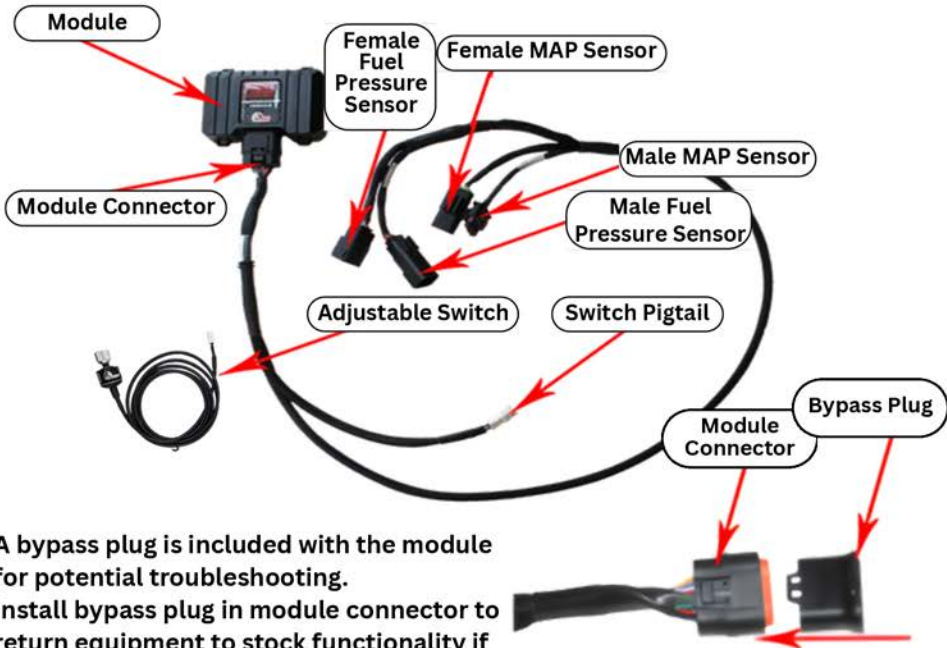 Module
Female
Fuel
Pressure
Sensor
Female MAP Sensor
Male MAP Sensor
Module Connector
Male Fuel
Pressure Sensor
Adjustable Switch
Switch Pigtail
Bypass Plug
Module
Connector
A bypass plug is included with the module
for potential troubleshooting.
Install bypass plug in module connector to
return equipment to stock functionality if